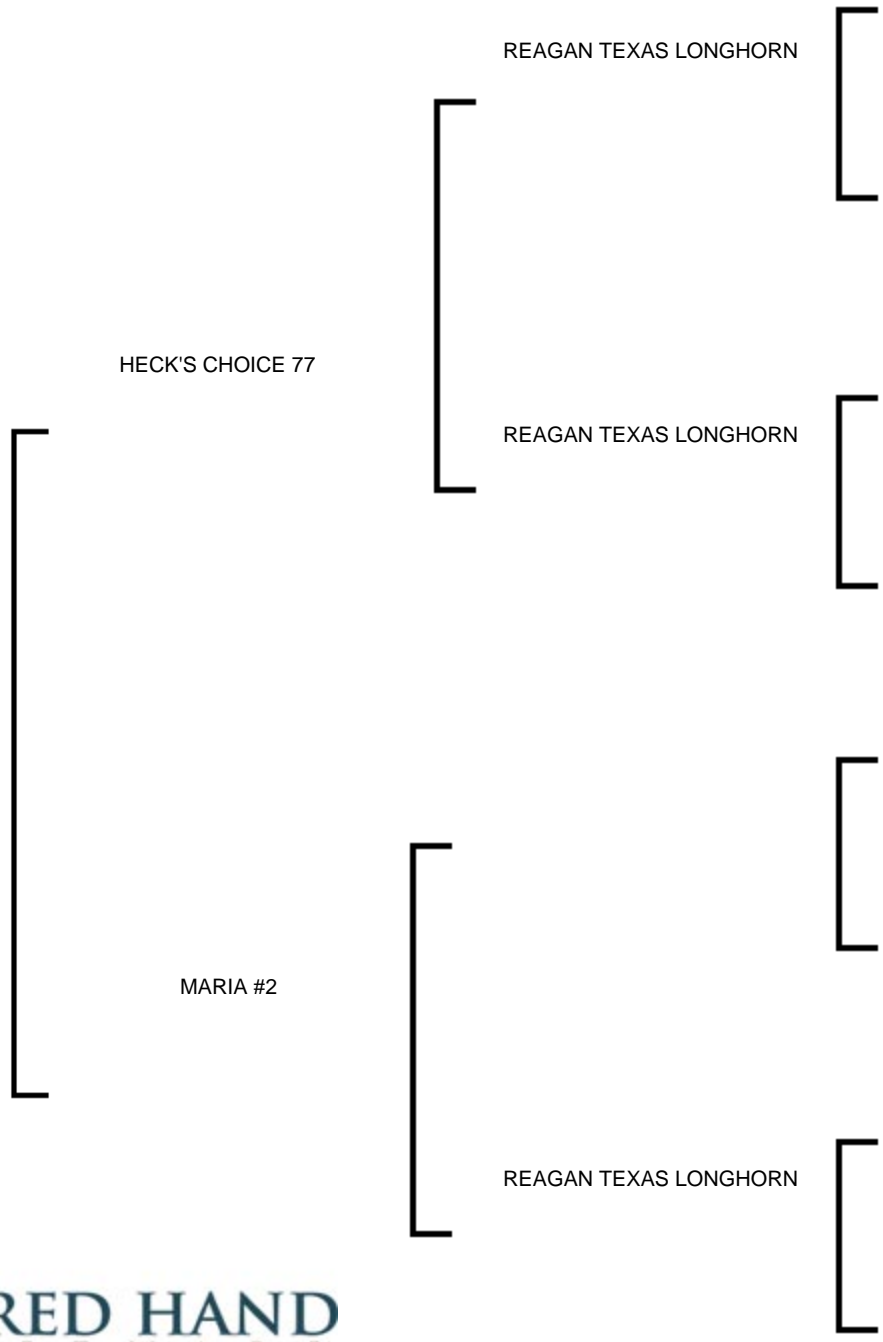 REAGAN TEXAS LONGHORN
HECK'S CHOICE 77
REAGAN TEXAS LONGHORN
MARIA #2
REAGAN TEXAS LONGHORN
RED HAND